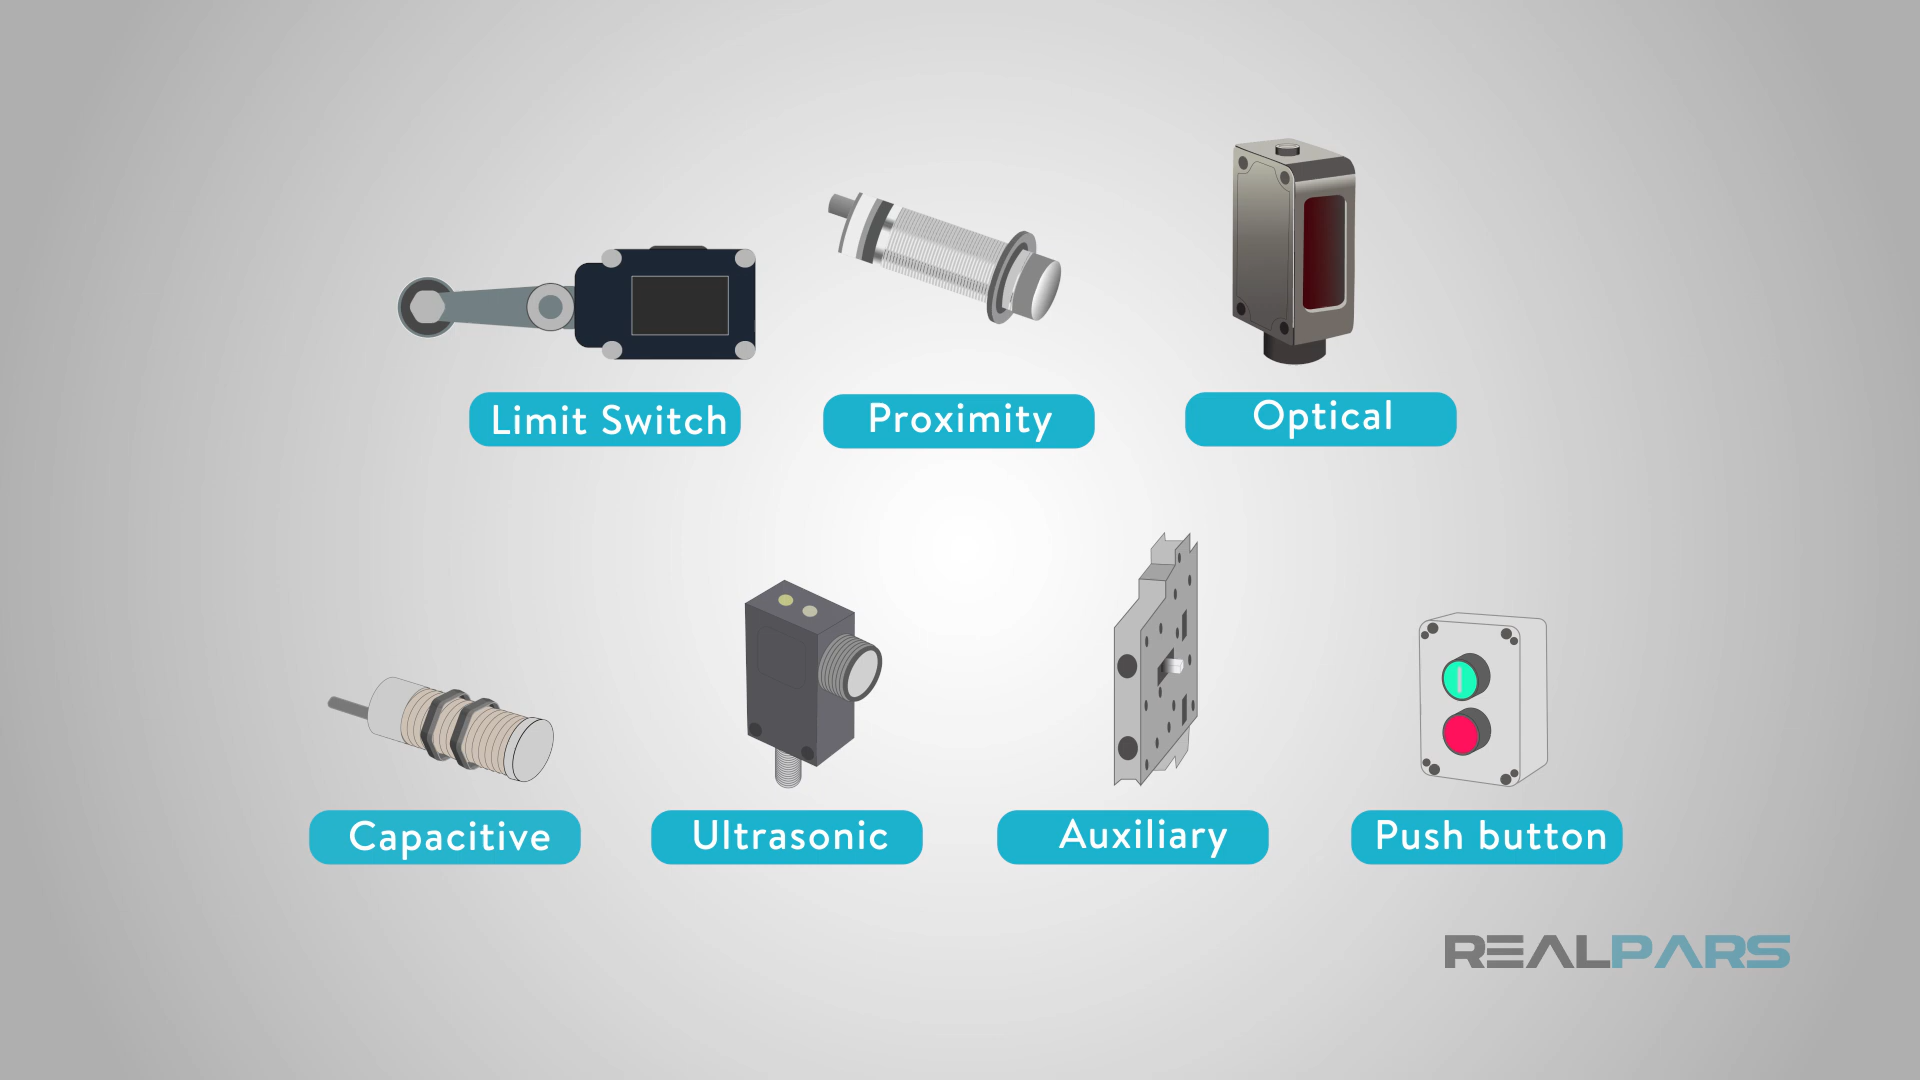 Limit Switch
Proximity
Optical
Capacitive
Ultrasonic
Auxiliary
Push button
REALPARS